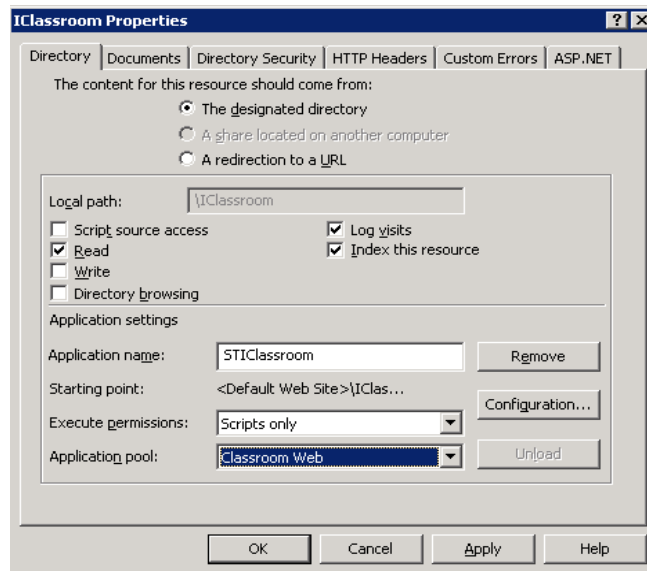 IClassroom Properties
Directory Documents Directory Security HTTP Headers Custom Errors ASP.NET
The content for this resource should come from:
The designated directory
A share located on another computer
A redirection to a URL
Local path: \IClassroom
Script source access Log visits
Read Index this resource
Write
Directory browsing
Application settings
Application name: STIClassroom Remove
Starting point: <Default Web Site>\IClas...
Configuration...
Execute permissions: Scripts only
Application pool: Classroom Web Unload
OK Cancel Apply Help